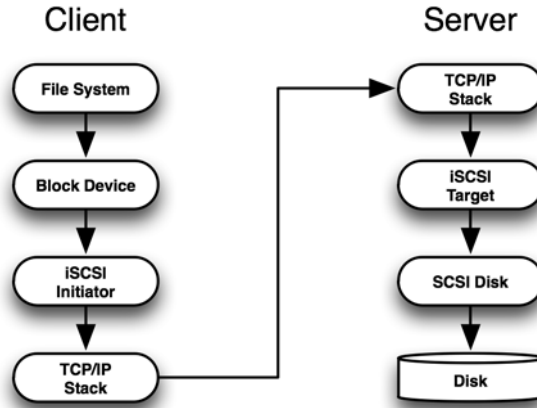 Client
File System
Block Device
iSCSI
Initiator
TCP/IP
Stack
Server
TCP/IP
Stack
iSCSI
Target
SCSI Disk
Disk